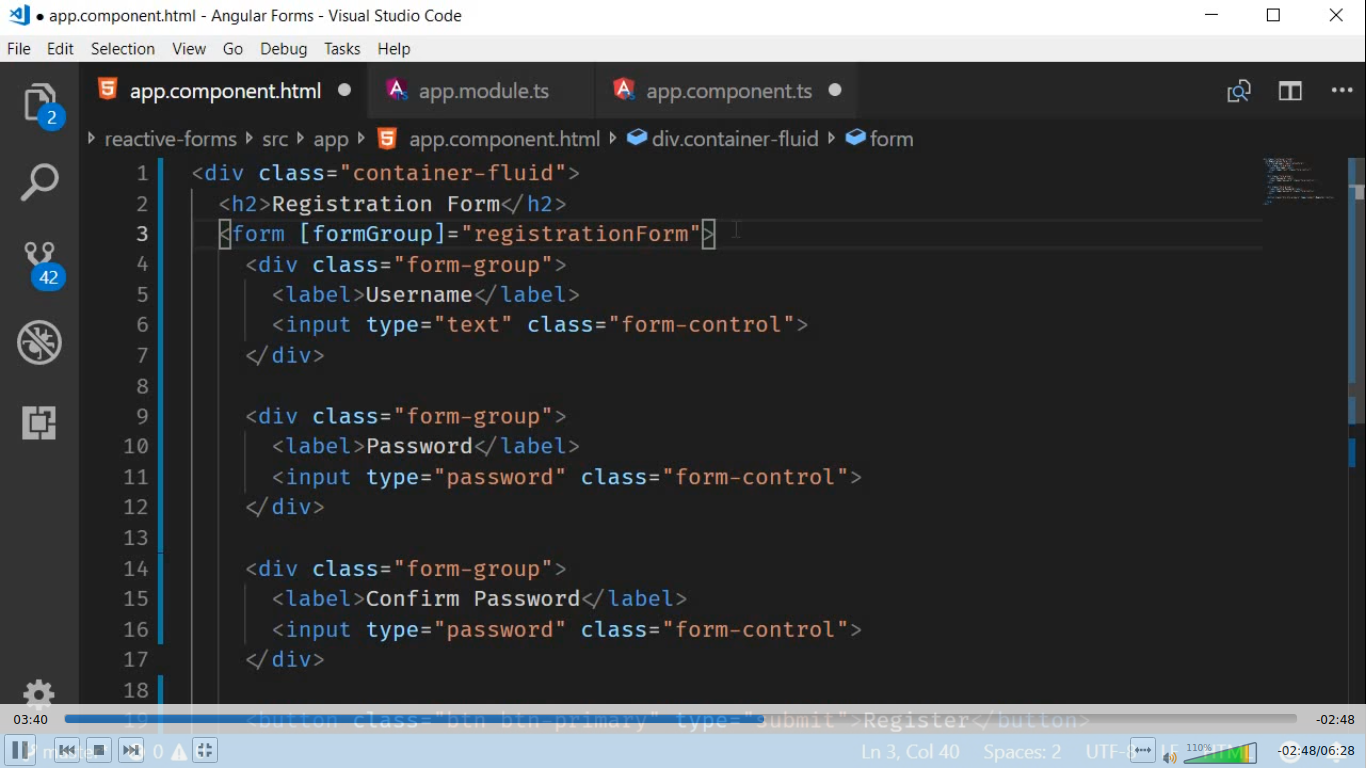 ● app.component.html - Angular Forms - Visual Studio Code
File Edit Selection View Go Debug Tasks Help
app.component.html app.module.ts app.component.ts
2
reactive-forms src app app.component.html div.container-fluid form
1 <div class="container-fluid">
2 <h2>Registration Form</h2>
3 <form [formGroup]="registrationForm">
4 <div class="form-group">
5 <label>Username</label>
6 <input type="text" class="form-control">
7 </div>
42
8
9 <div class="form-group">
10 <label>Password</label>
11 <input type="password" class="form-control">
12 </div>
13
14 <div class="form-group">
15 <label>Confirm Password</label>
16 <input type="password" class="form-control">
17 </div>
18
19 <button class="btn btn-primary" type="submit">Register</button>
03:40 -02:48
master 0 Ln 3, Col 40 Spaces: 2 UTF-8 LF HTML 110% -02:48/06:28